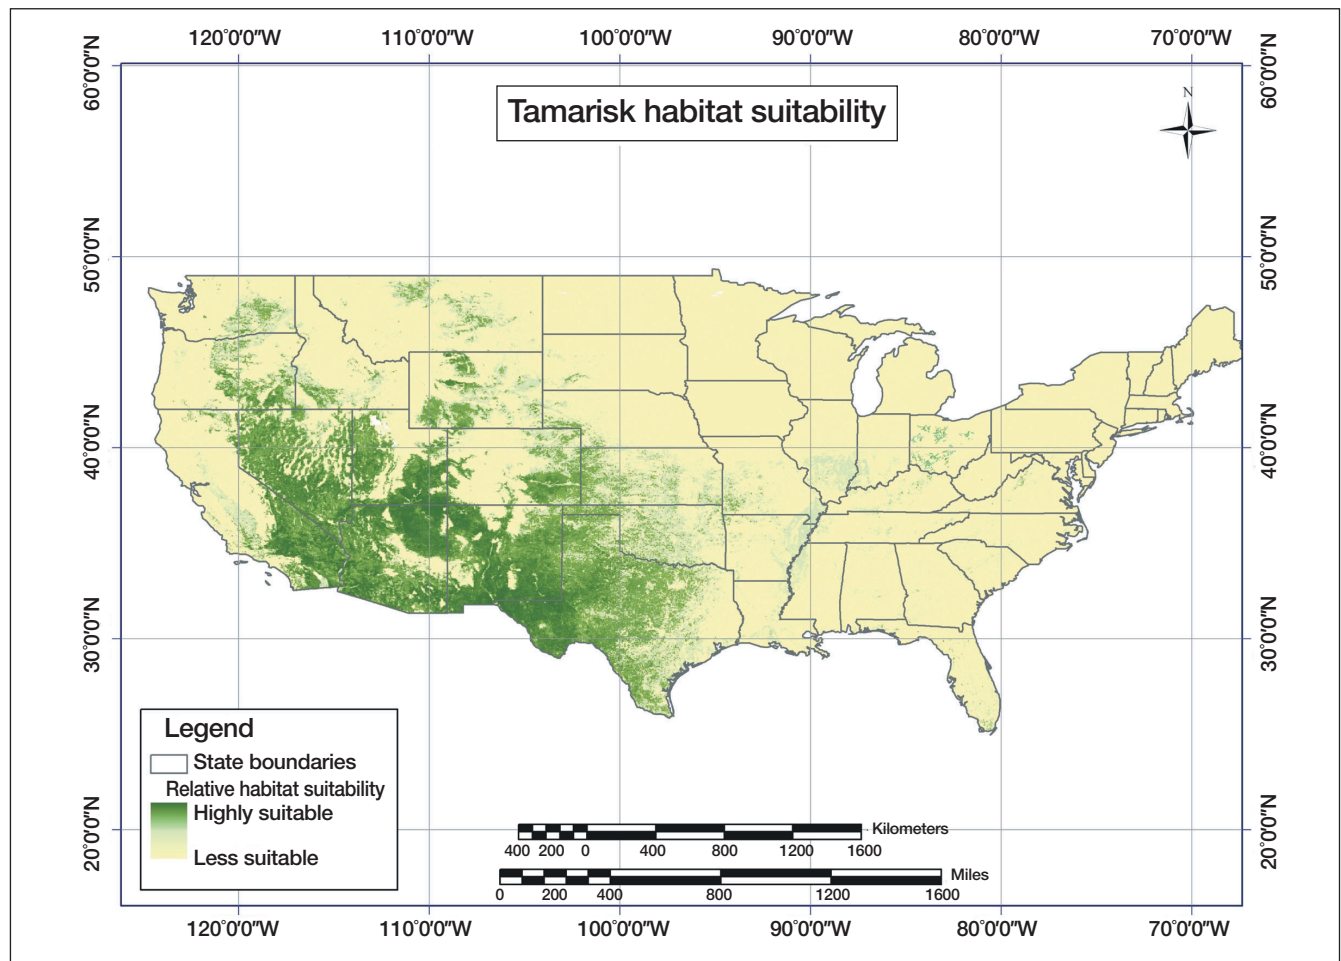 120°0'0"W 110°0'0"W 100°0'0"W 90°0'0"W 80°0'0"W 70°0'0"W
60°0'0"N
60°0'0"N
Tamarisk habitat suitability
N
50°0'0"N
50°0'0"N
40°0'0"N
40°0'0"N
30°0'0"N
30°0'0"N
20°0'0"N
20°0'0"N
Legend
State boundaries
Relative habitat suitability
Highly suitable
Less suitable
Kilometers
400 200 0 400 800 1200 1600
Miles
0 200 400 800 1200 1600
120°0'0"W 110°0'0"W 100°0'0"W 90°0'0"W 80°0'0"W 70°0'0"W